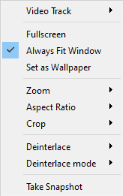 Video Track
Fullscreen
Always Fit Window
Set as Wallpaper
Zoom
Aspect Ratio
Crop
Deinterlace
Deinterlace mode
Take Snapshot